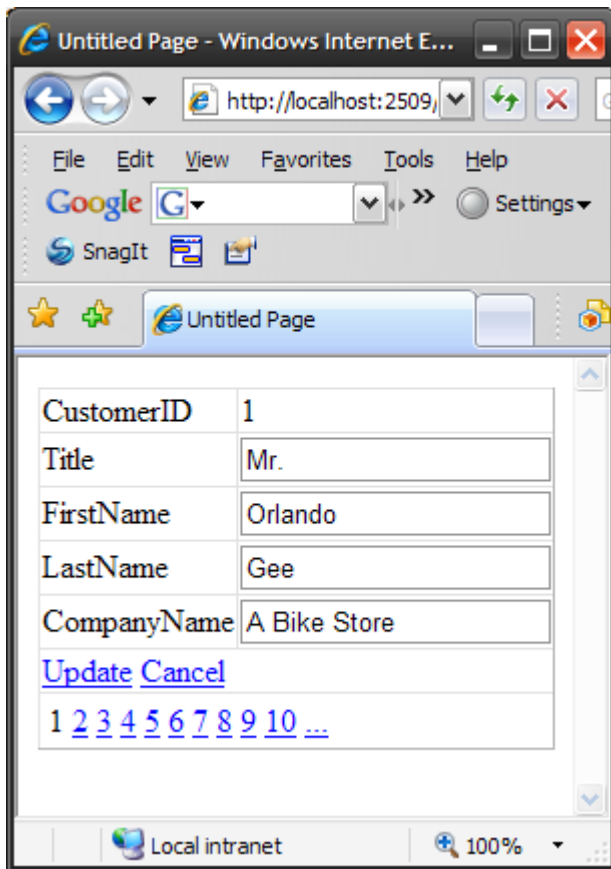 Untitled Page - Windows Internet E...
http://localhost:2509/
File Edit View Favorites Tools Help
Google G Settings
SnagIt
Untitled Page
CustomerID 1
Title Mr.
FirstName Orlando
LastName Gee
CompanyName A Bike Store
Update Cancel
1 2 3 4 5 6 7 8 9 10 ...
Local intranet 100%